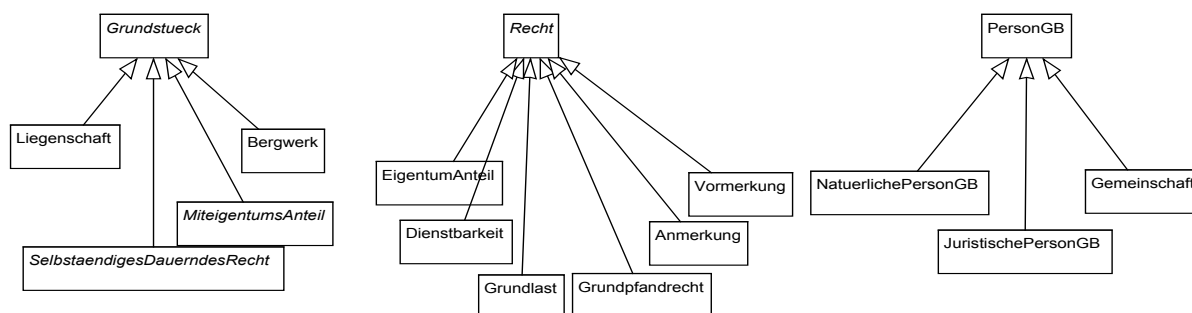 Grundstueck
Liegenschaft
Bergwerk
MiteigentumsAnteil
SelbstaendigesDauerndesRecht
Recht
EigentumAnteil
Vormerkung
Dienstbarkeit
Anmerkung
Grundlast
Grundpfandrecht
PersonGB
NatuerlichePersonGB
Gemeinschaft
JuristischePersonGB